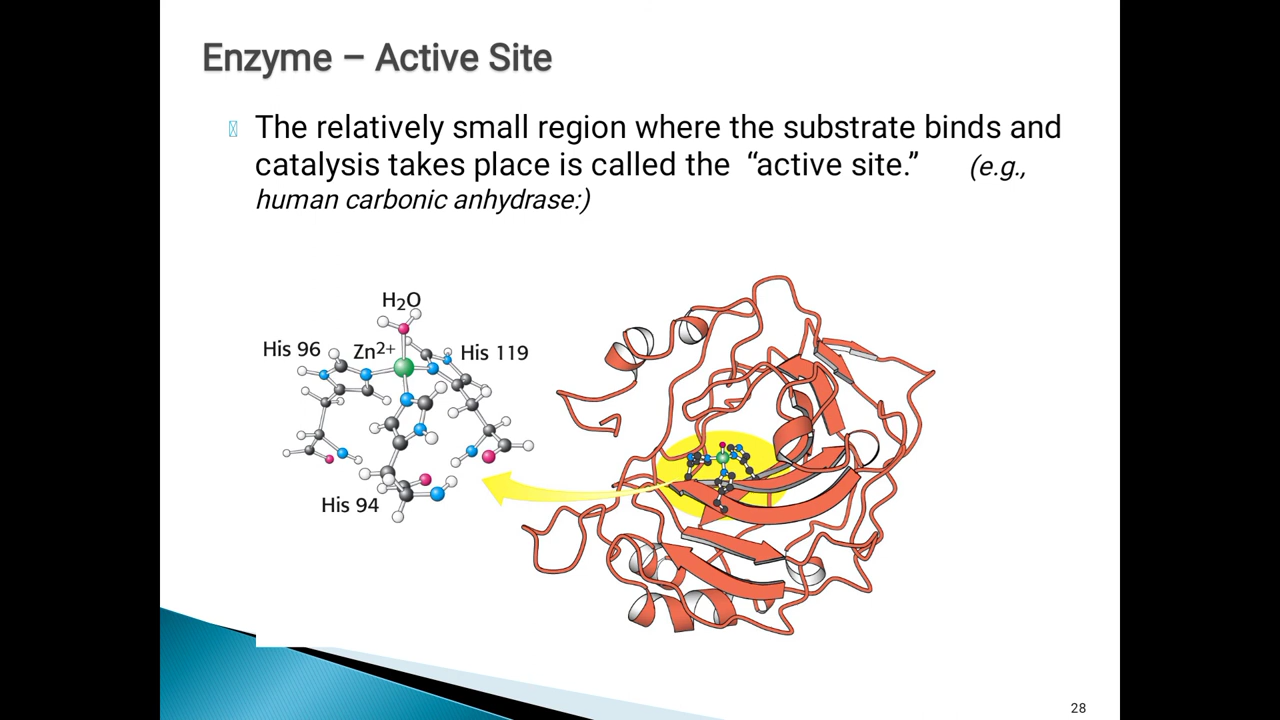 Enzyme – Active Site
The relatively small region where the substrate binds and
catalysis takes place is called the “active site.” (e.g.,
human carbonic anhydrase:)
H2O
His 96 Zn2+ His 119
His 94
28